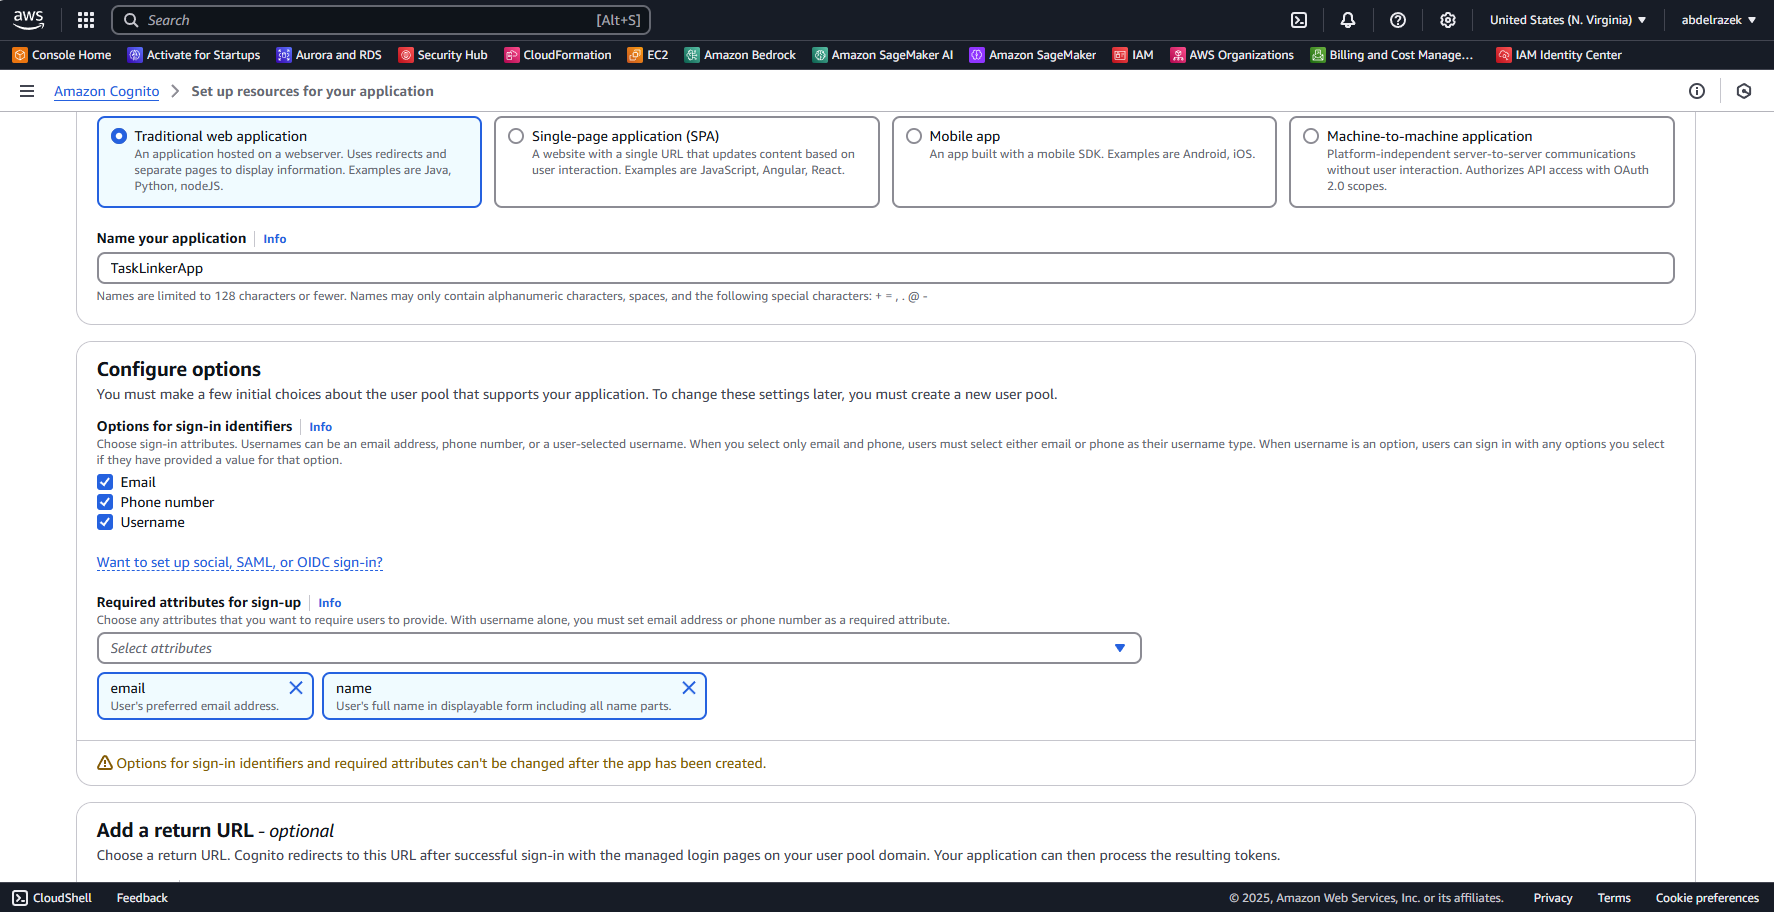 aws
Search
[Alt+S]
United States (N. Virginia)
abdelrazek
Console Home
Activate for Startups
Aurora and RDS
Security Hub
CloudFormation
EC2
Amazon Bedrock
Amazon SageMaker AI
Amazon SageMaker
IAM
AWS Organizations
Billing and Cost Manage...
IAM Identity Center
Amazon Cognito
Set up resources for your application
Traditional web application
An application hosted on a webserver. Uses redirects and
separate pages to display information. Examples are Java,
Python, nodeJS.
Single-page application (SPA)
A website with a single URL that updates content based on
user interaction. Examples are JavaScript, Angular, React.
Mobile app
An app built with a mobile SDK. Examples are Android, iOS.
Machine-to-machine application
Platform-independent server-to-server communications
without user interaction. Authorizes API access with OAuth
2.0 scopes.
Name your application
Info
TaskLinkerApp
Names are limited to 128 characters or fewer. Names may only contain alphanumeric characters, spaces, and the following special characters: + = , . @ -
Configure options
You must make a few initial choices about the user pool that supports your application. To change these settings later, you must create a new user pool.
Options for sign-in identifiers
Info
Choose sign-in attributes. Usernames can be an email address, phone number, or a user-selected username. When you select only email and phone, users must select either email or phone as their username type. When username is an option, users can sign in with any options you select
if they have provided a value for that option.
Email
Phone number
Username
Want to set up social, SAML, or OIDC sign-in?
Required attributes for sign-up
Info
Choose any attributes that you want to require users to provide. With username alone, you must set email address or phone number as a required attribute.
Select attributes
email
User's preferred email address.
name
User's full name in displayable form including all name parts.
Options for sign-in identifiers and required attributes can't be changed after the app has been created.
Add a return URL - optional
Choose a return URL. Cognito redirects to this URL after successful sign-in with the managed login pages on your user pool domain. Your application can then process the resulting tokens.
CloudShell
Feedback
© 2025, Amazon Web Services, Inc. or its affiliates.
Privacy
Terms
Cookie preferences